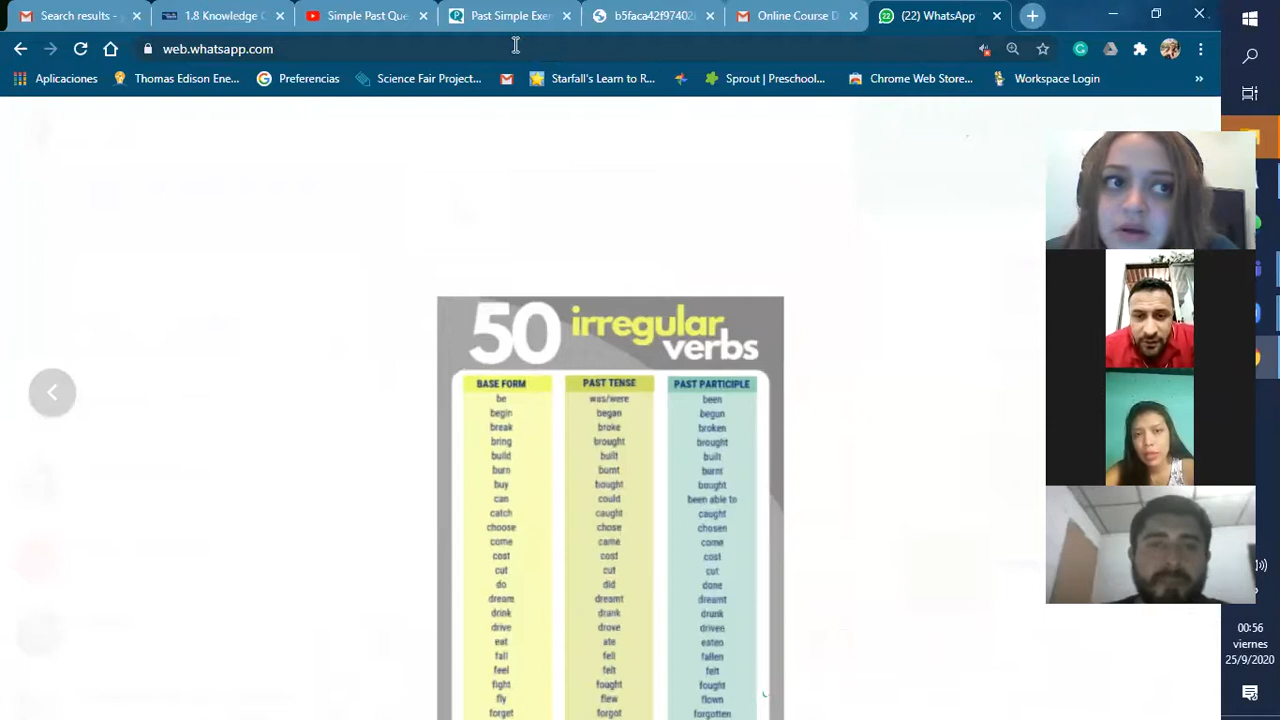 Search results -
1.8 Knowledge C
Simple Past Que
Past Simple Exer
b5faca42f97402i
Online Course D
(22) WhatsApp
web.whatsapp.com
Aplicaciones
Thomas Edison Ene...
Preferencias
Science Fair Project...
Starfall's Learn to R...
Sprout | Preschool...
Chrome Web Store...
Workspace Login
»
50 irregular verbs
BASE FORM PAST TENSE PAST PARTICIPLE
be was/were been
begin began begun
break broke broken
bring brought brought
build built built
burn burnt burnt
buy bought bought
can could been able to
catch caught caught
choose chose chosen
come came come
cost cost cost
cut cut cut
do did done
dream dreamt dreamt
drink drank drunk
drive drove driven
eat ate eaten
fall fell fallen
feel felt felt
fight fought fought
fly flew flown
forget forgot forgotten
00:56
viernes
25/9/2020